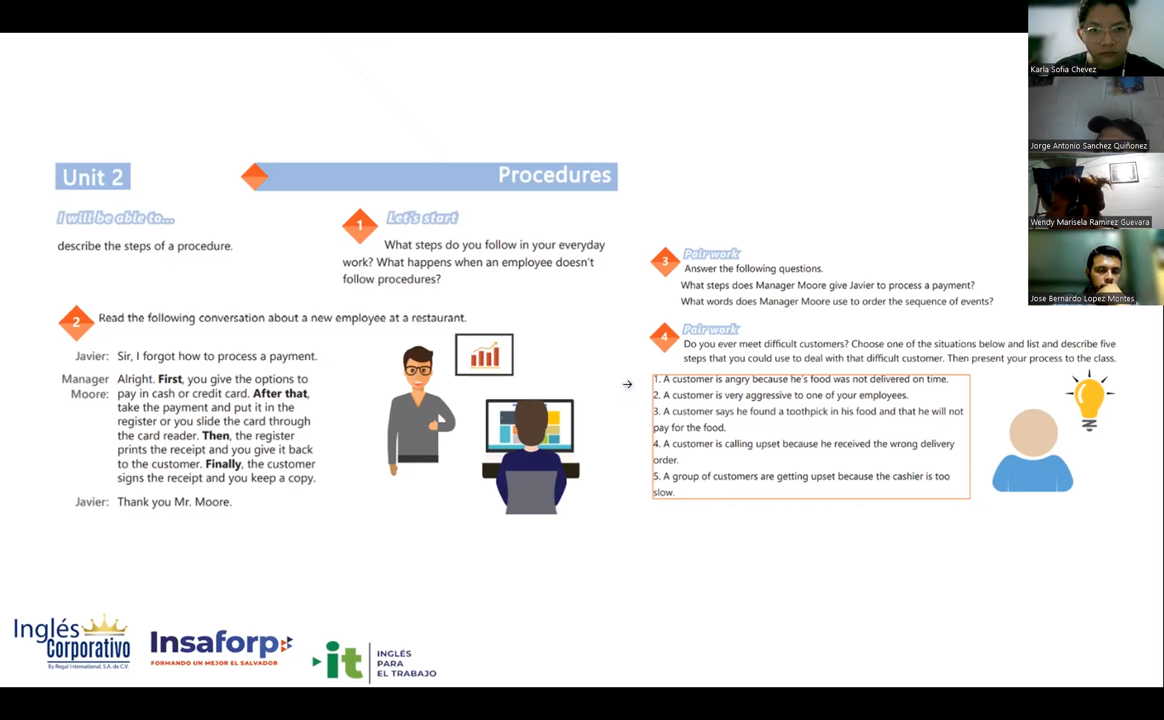 Unit 2
Procedures
I will be able to...
describe the steps of a procedure.
1
Let's start
What steps do you follow in your everyday
work? What happens when an employee doesn't
follow procedures?
2
Read the following conversation about a new employee at a restaurant.
Javier: Sir, I forgot how to process a payment.
Manager Alright. First, you give the options to
Moore: pay in cash or credit card. After that,
take the payment and put it in the
register or you slide the card through
the card reader. Then, the register
prints the receipt and you give it back
to the customer. Finally, the customer
signs the receipt and you keep a copy.
Javier: Thank you Mr. Moore.
3
Pair work
Answer the following questions.
What steps does Manager Moore give Javier to process a payment?
What words does Manager Moore use to order the sequence of events?
4
Pair work
Do you ever meet difficult customers? Choose one of the situations below and list and describe five
steps that you could use to deal with that difficult customer. Then present your process to the class.
1. A customer is angry because he's food was not delivered on time.
2. A customer is very aggressive to one of your employees.
3. A customer says he found a toothpick in his food and that he will not
pay for the food.
4. A customer is calling upset because he received the wrong delivery
order.
5. A group of customers are getting upset because the cashier is too
slow.
Inglés
Corporativo
By Regal International, S.A. de C.V.
Insaforp
FORMANDO UN MEJOR EL SALVADOR
it
INGLÉS
PARA
EL TRABAJO
Karla Sofia Chevez
Jorge Antonio Sanchez Quiñonez
Wendy Marisela Ramirez Guevara
Jose Bernardo Lopez Montes